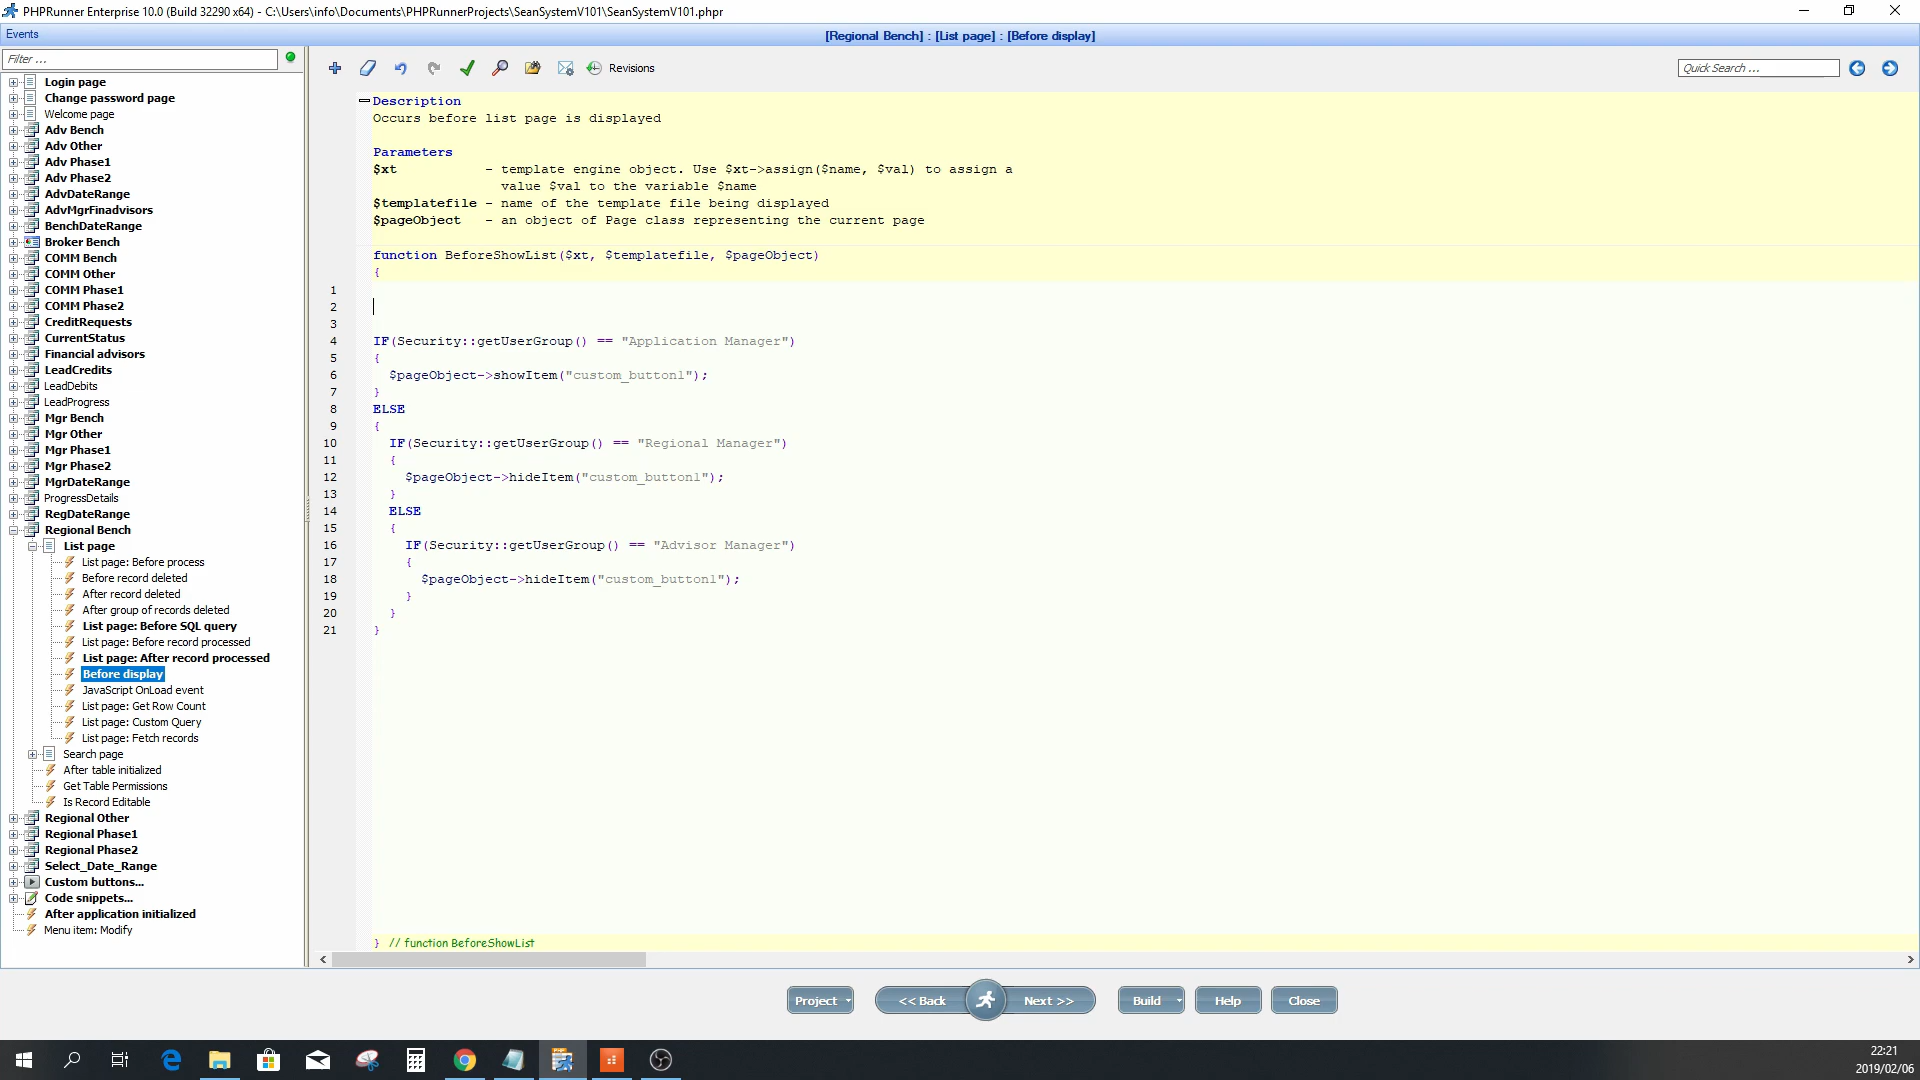 PHPRunner Enterprise 10.0 (Build 32290 x64) - C:\Users\info\Documents\PHPRunnerProjects\SeanSystemV101\SeanSystemV101.phpr
Events
[Regional Bench] : [List page] : [Before display]
Filter ...
Revisions
Quick Search ...
Login page
Change password page
Welcome page
Adv Bench
Adv Other
Adv Phase1
Adv Phase2
AdvDateRange
AdvMgrFinadvisors
BenchDateRange
Broker Bench
COMM Bench
COMM Other
COMM Phase1
COMM Phase2
CreditRequests
CurrentStatus
Financial advisors
LeadCredits
LeadDebits
LeadProgress
Mgr Bench
Mgr Other
Mgr Phase1
Mgr Phase2
MgrDateRange
ProgressDetails
RegDateRange
Regional Bench
List page
List page: Before process
Before record deleted
After record deleted
After group of records deleted
List page: Before SQL query
List page: Before record processed
List page: After record processed
Before display
JavaScript OnLoad event
List page: Get Row Count
List page: Custom Query
List page: Fetch records
Search page
After table initialized
Get Table Permissions
Is Record Editable
Regional Other
Regional Phase1
Regional Phase2
Select_Date_Range
Custom buttons...
Code snippets...
After application initialized
Menu item: Modify
Description
Occurs before list page is displayed
Parameters
$xt - template engine object. Use $xt->assign($name, $val) to assign a
value $val to the variable $name
$templatefile - name of the template file being displayed
$pageObject - an object of Page class representing the current page
function BeforeShowList($xt, $templatefile, $pageObject)
{
1
2
3
4 IF(Security::getUserGroup() == "Application Manager")
5 {
6 $pageObject->showItem("custom_button1");
7 }
8 ELSE
9 {
10 IF(Security::getUserGroup() == "Regional Manager")
11 {
12 $pageObject->hideItem("custom_button1");
13 }
14 ELSE
15 {
16 IF(Security::getUserGroup() == "Advisor Manager")
17 {
18 $pageObject->hideItem("custom_button1");
19 }
20 }
21 }
} // function BeforeShowList
Project
<< Back
Next >>
Build
Help
Close
22:21
2019/02/06